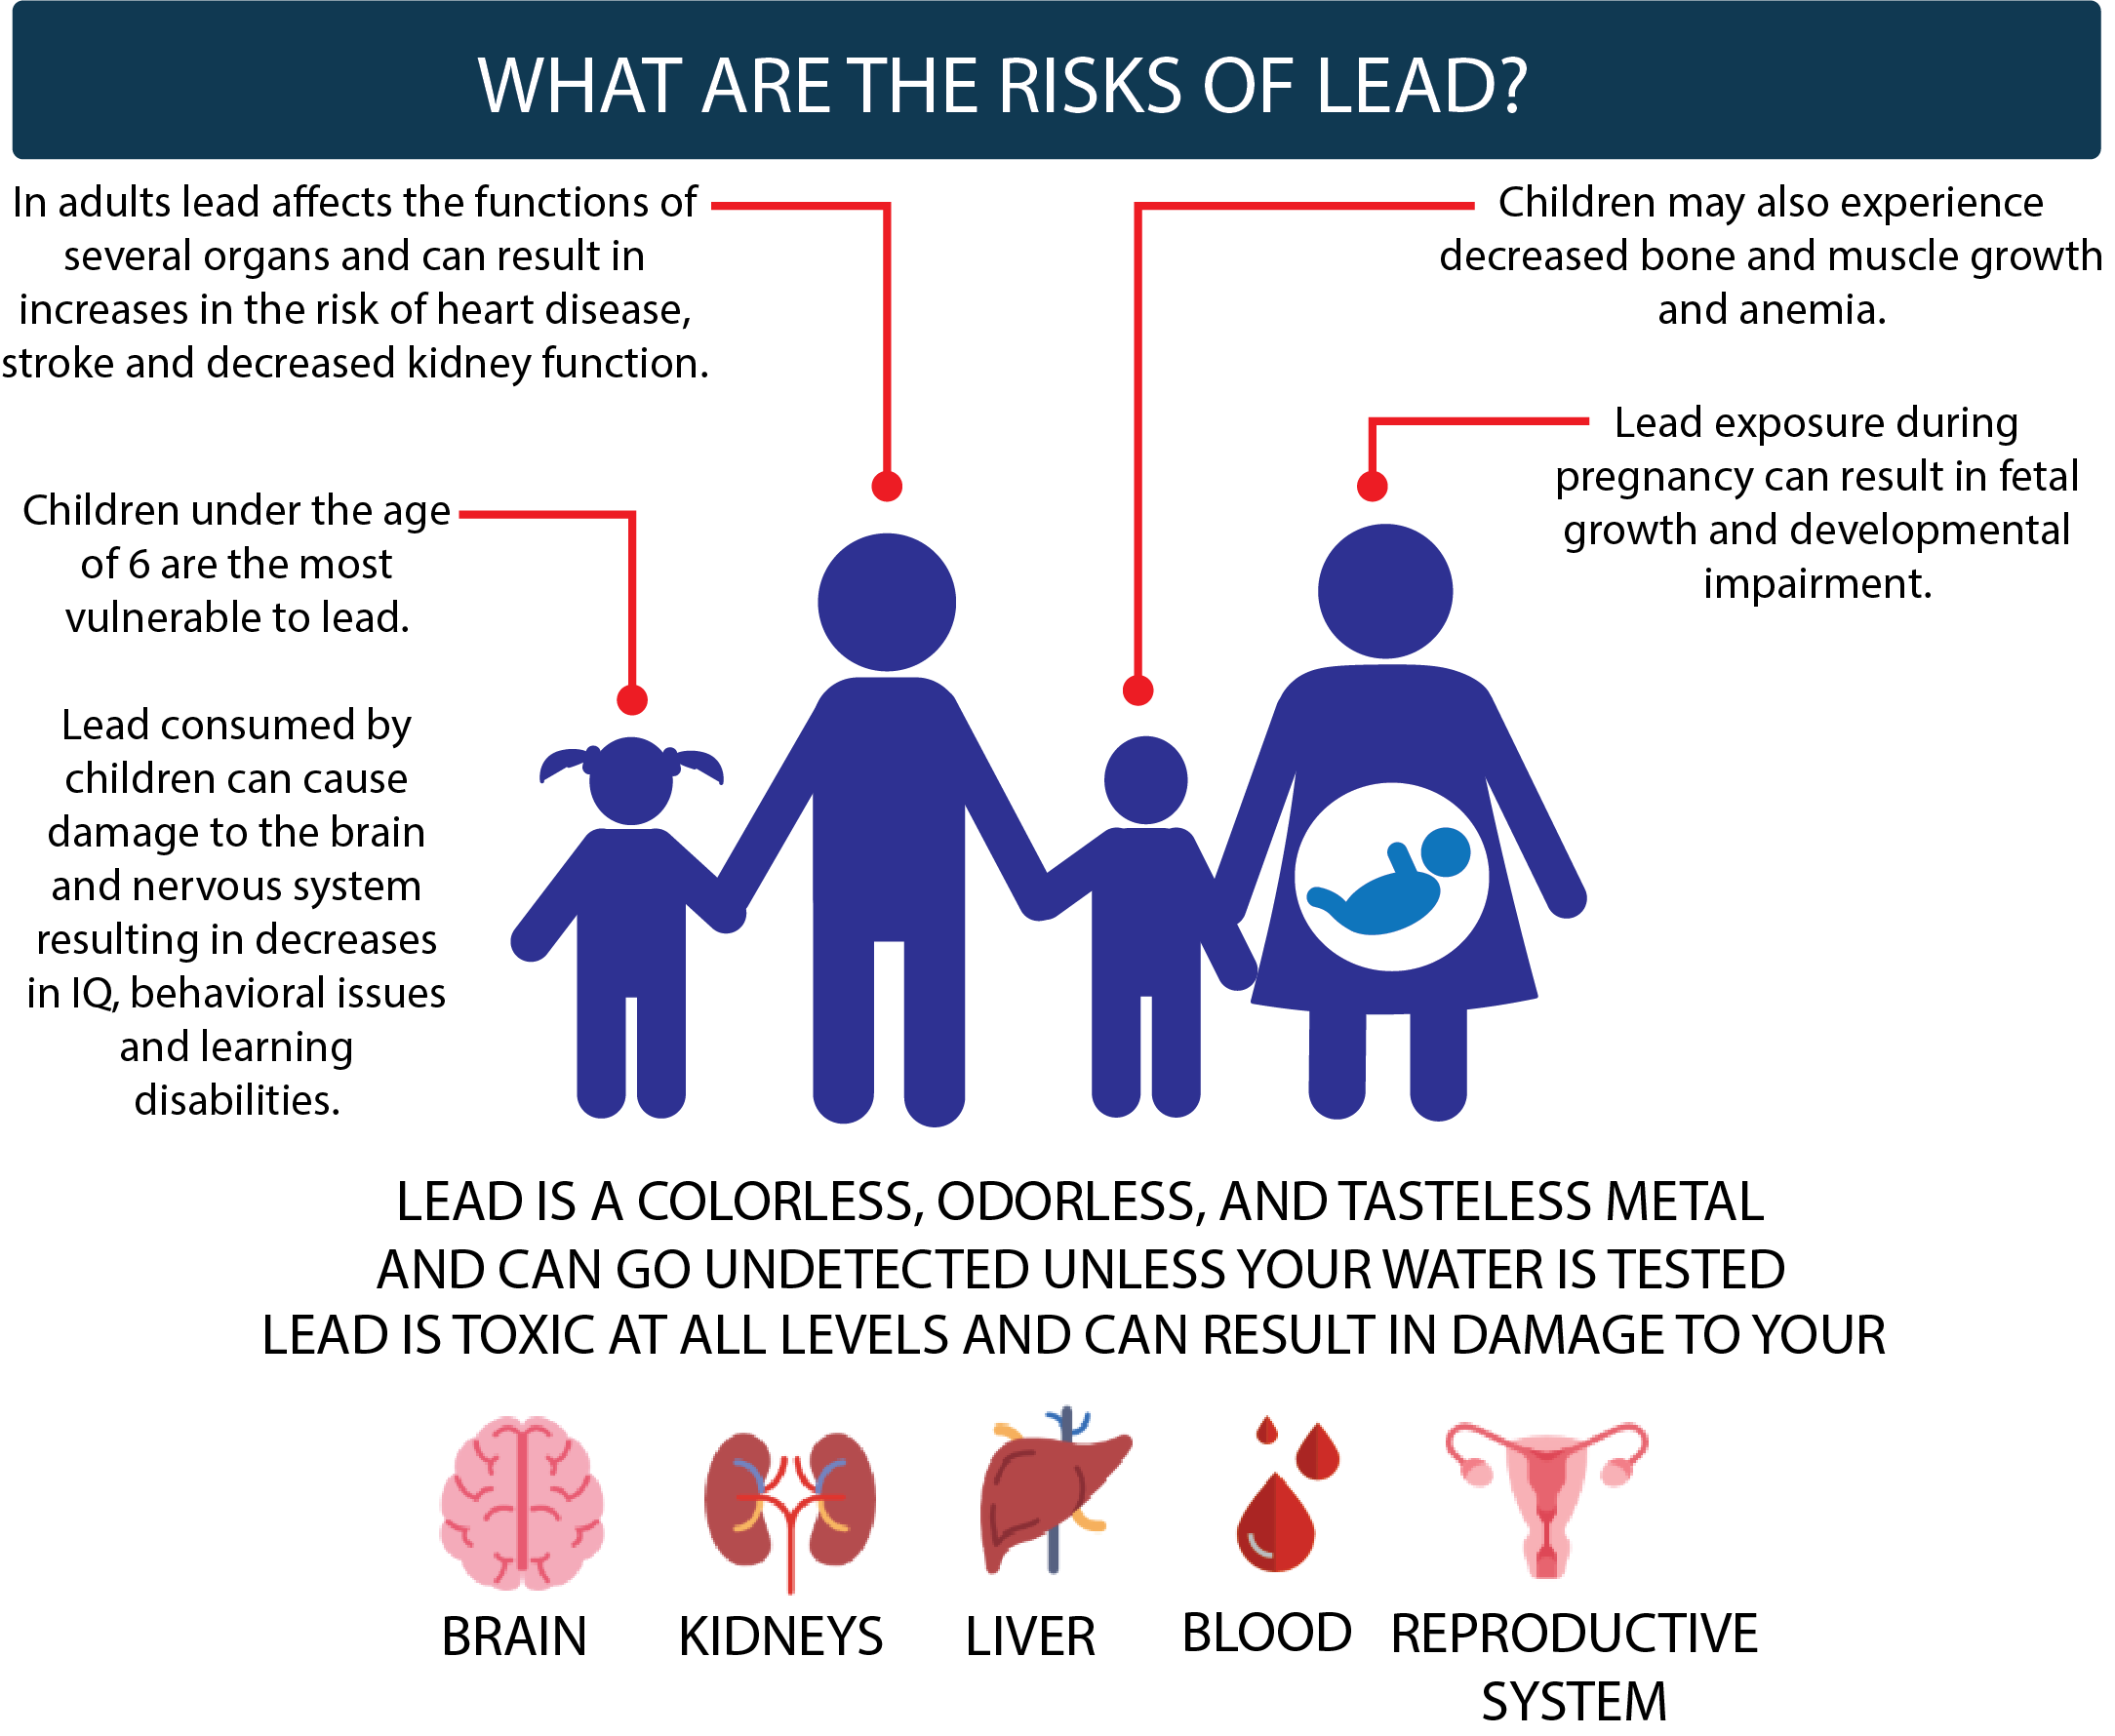 WHAT ARE THE RISKS OF LEAD?
In adults lead affects the functions of
several organs and can result in
increases in the risk of heart disease,
stroke and decreased kidney function.
Children may also experience
decreased bone and muscle growth
and anemia.
Lead exposure during
pregnancy can result in fetal
growth and developmental
impairment.
Children under the age
of 6 are the most
vulnerable to lead.
Lead consumed by
children can cause
damage to the brain
and nervous system
resulting in decreases
in IQ, behavioral issues
and learning
disabilities.
LEAD IS A COLORLESS, ODORLESS, AND TASTELESS METAL
AND CAN GO UNDETECTED UNLESS YOUR WATER IS TESTED
LEAD IS TOXIC AT ALL LEVELS AND CAN RESULT IN DAMAGE TO YOUR
BRAIN
KIDNEYS
LIVER
BLOOD
REPRODUCTIVE
SYSTEM